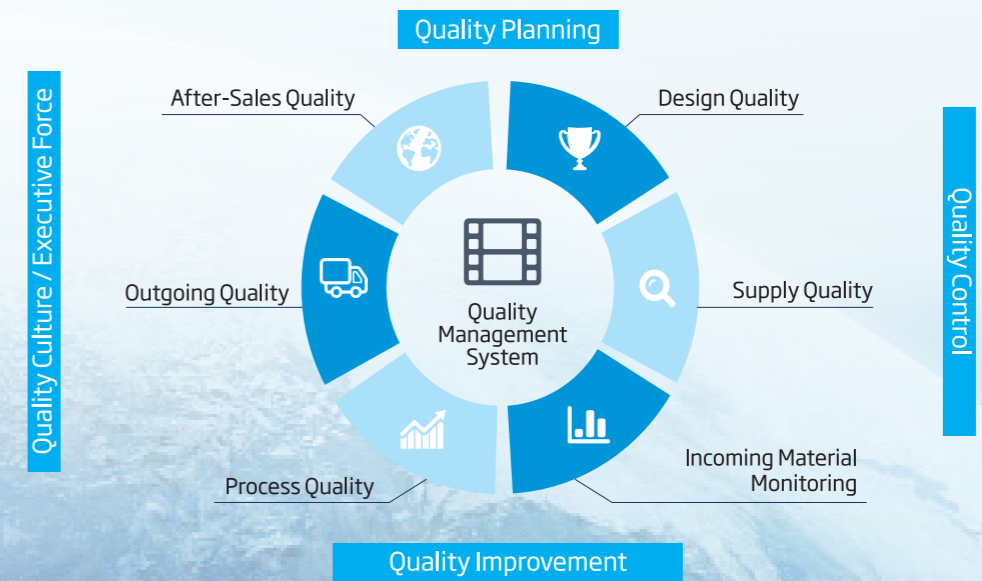 Quality Planning
Quality Culture / Executive Force
After-Sales Quality
Design Quality
Quality Control
Outgoing Quality
Quality
Management
System
Supply Quality
Process Quality
Incoming Material
Monitoring
Quality Improvement